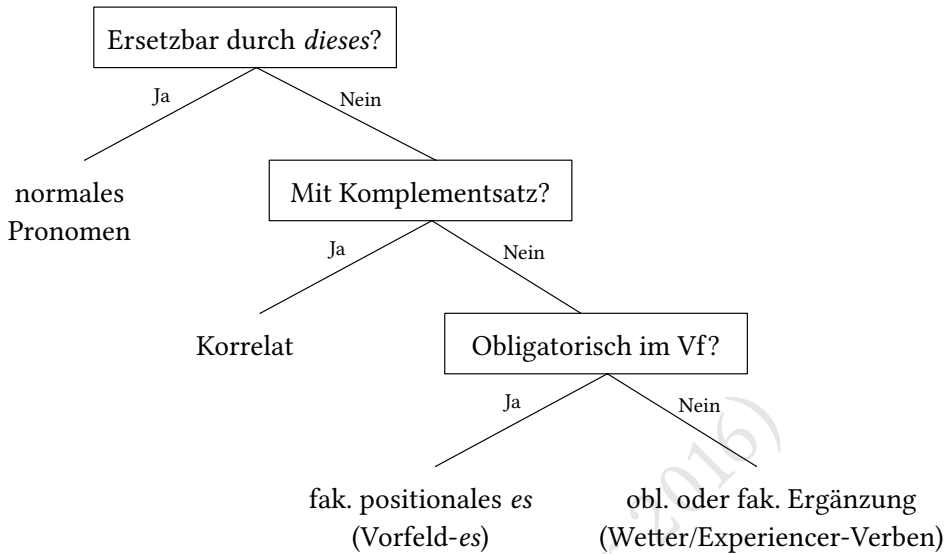 Ersetzbar durch dieses?
Ja
Nein
normales
Pronomen
Mit Komplementsatz?
Ja
Nein
Korrelat
Obligatorisch im Vf?
Ja
Nein
fak. positionales es
(Vorfeld-es)
obl. oder fak. Ergänzung
(Wetter/Experiencer-Verben)
2016)